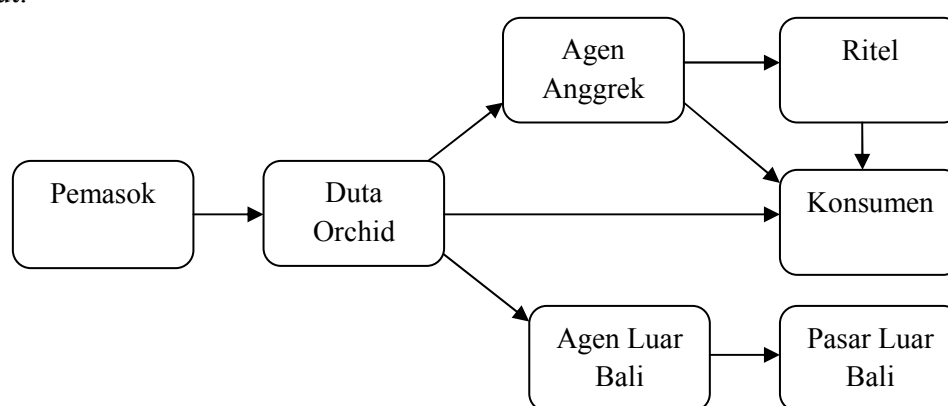 Agen
Anggrek
Ritel
Pemasok
Duta
Orchid
Konsumen
Agen Luar
Bali
Pasar Luar
Bali